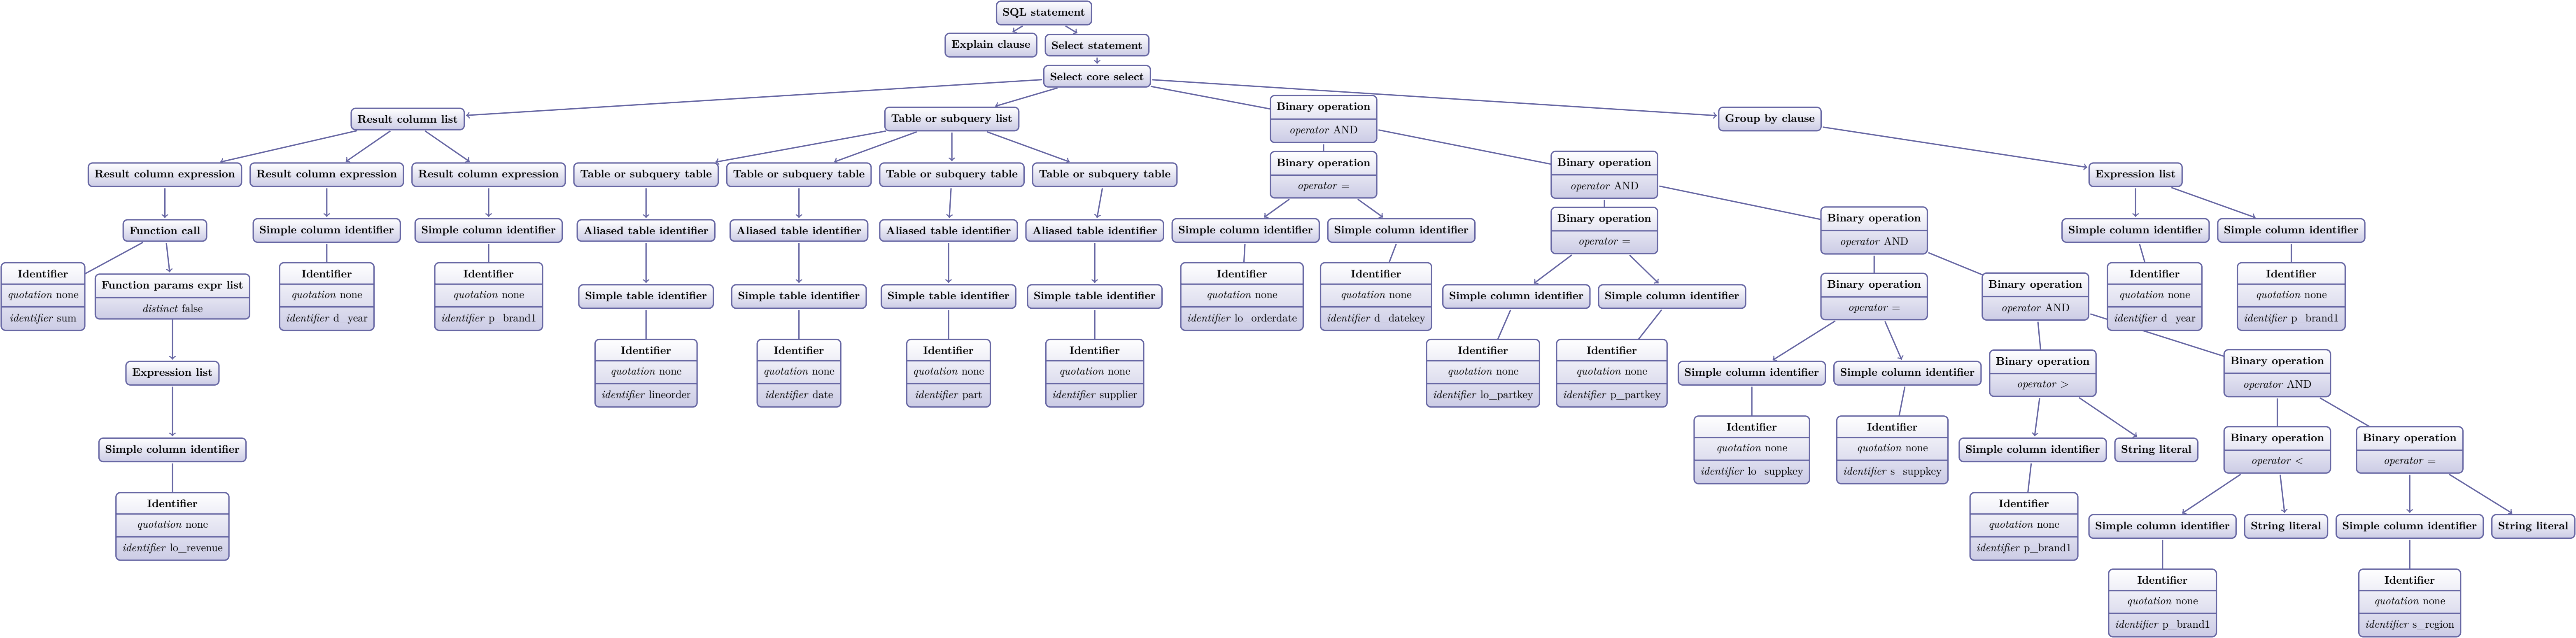 SQL statement
Explain clause
Select statement
Select core select
Result column list
Table or subquery list
Binary operation
operator AND
Group by clause
Result column expression
Result column expression
Result column expression
Table or subquery table
Table or subquery table
Table or subquery table
Table or subquery table
Binary operation
operator =
Binary operation
operator AND
Expression list
Function call
Simple column identifier
Simple column identifier
Aliased table identifier
Aliased table identifier
Aliased table identifier
Aliased table identifier
Simple column identifier
Simple column identifier
Binary operation
operator =
Binary operation
operator AND
Simple column identifier
Simple column identifier
Identifier
quotation none
identifier sum
Function params expr list
distinct false
Identifier
quotation none
identifier d_year
Identifier
quotation none
identifier p_brand1
Simple table identifier
Simple table identifier
Simple table identifier
Simple table identifier
Identifier
quotation none
identifier lo_orderdate
Identifier
quotation none
identifier d_datekey
Simple column identifier
Simple column identifier
Binary operation
operator =
Binary operation
operator AND
Identifier
quotation none
identifier d_year
Identifier
quotation none
identifier p_brand1
Expression list
Identifier
quotation none
identifier lineorder
Identifier
quotation none
identifier date
Identifier
quotation none
identifier part
Identifier
quotation none
identifier supplier
Identifier
quotation none
identifier lo_partkey
Identifier
quotation none
identifier p_partkey
Simple column identifier
Simple column identifier
Binary operation
operator >
Binary operation
operator AND
Simple column identifier
Identifier
quotation none
identifier lo_suppkey
Identifier
quotation none
identifier s_suppkey
Simple column identifier
String literal
Binary operation
operator <
Binary operation
operator =
Identifier
quotation none
identifier lo_revenue
Identifier
quotation none
identifier p_brand1
Simple column identifier
String literal
Simple column identifier
String literal
Identifier
quotation none
identifier p_brand1
Identifier
quotation none
identifier s_region